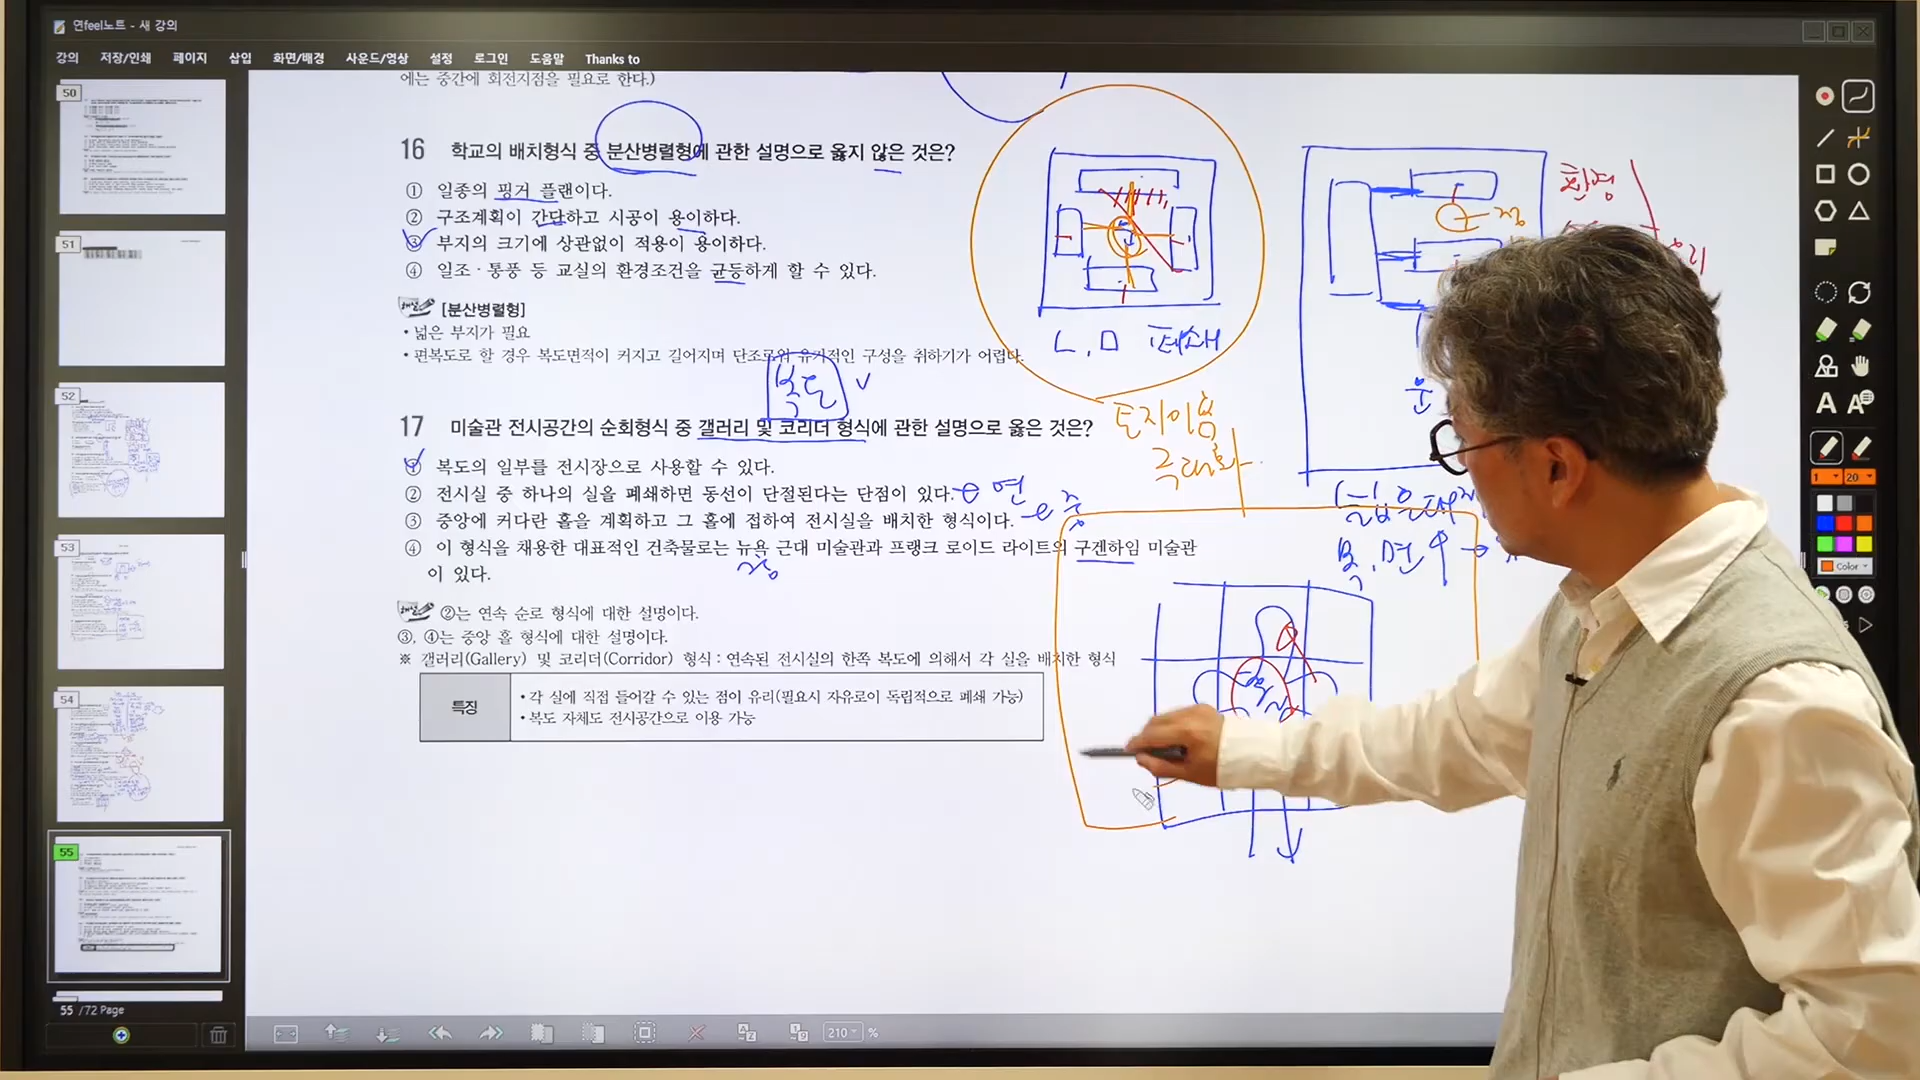 연feel노트 - 새 강의
강의 저장/인쇄 페이지 삽입 화면/배경 사운드/영상 설정 로그인 도움말 Thanks to
50
51
52
53
54
55
55 /72 Page
에는 중간에 회전지점을 필요로 한다.)
16 학교의 배치형식 중 분산병렬형에 관한 설명으로 옳지 않은 것은?
① 일종의 핑거 플랜이다.
② 구조계획이 간단하고 시공이 용이하다.
③ 부지의 크기에 상관없이 적용이 용이하다.
④ 일조·통풍 등 교실의 환경조건을 균등하게 할 수 있다.
해설 [분산병렬형]
• 넓은 부지가 필요
• 편복도로 할 경우 복도면적이 커지고 길어지며 단조로워 유기적인 구성을 취하기가 어렵다.
복도
17 미술관 전시공간의 순회형식 중 갤러리 및 코리더 형식에 관한 설명으로 옳은 것은?
① 복도의 일부를 전시장으로 사용할 수 있다.
② 전시실 중 하나의 실을 폐쇄하면 동선이 단절된다는 단점이 있다. 연
③ 중앙에 커다란 홀을 계획하고 그 홀에 접하여 전시실을 배치한 형식이다. 중
④ 이 형식을 채용한 대표적인 건축물로는 뉴욕 근대 미술관과 프랭크 로이드 라이트의 구겐하임 미술관
이 있다.
해설 ②는 연속 순로 형식에 대한 설명이다.
③, ④는 중앙 홀 형식에 대한 설명이다.
※ 갤러리(Gallery) 및 코리더(Corridor) 형식 : 연속된 전시실의 한쪽 복도에 의해서 각 실을 배치한 형식
특징
• 각 실에 직접 들어갈 수 있는 점이 유리(필요시 자유로이 독립적으로 폐쇄 가능)
• 복도 자체도 전시공간으로 이용 가능
ㄴ, ㅁ 폐쇄
토지이용
극대화
환경
중앙
210 %
1 20
Color